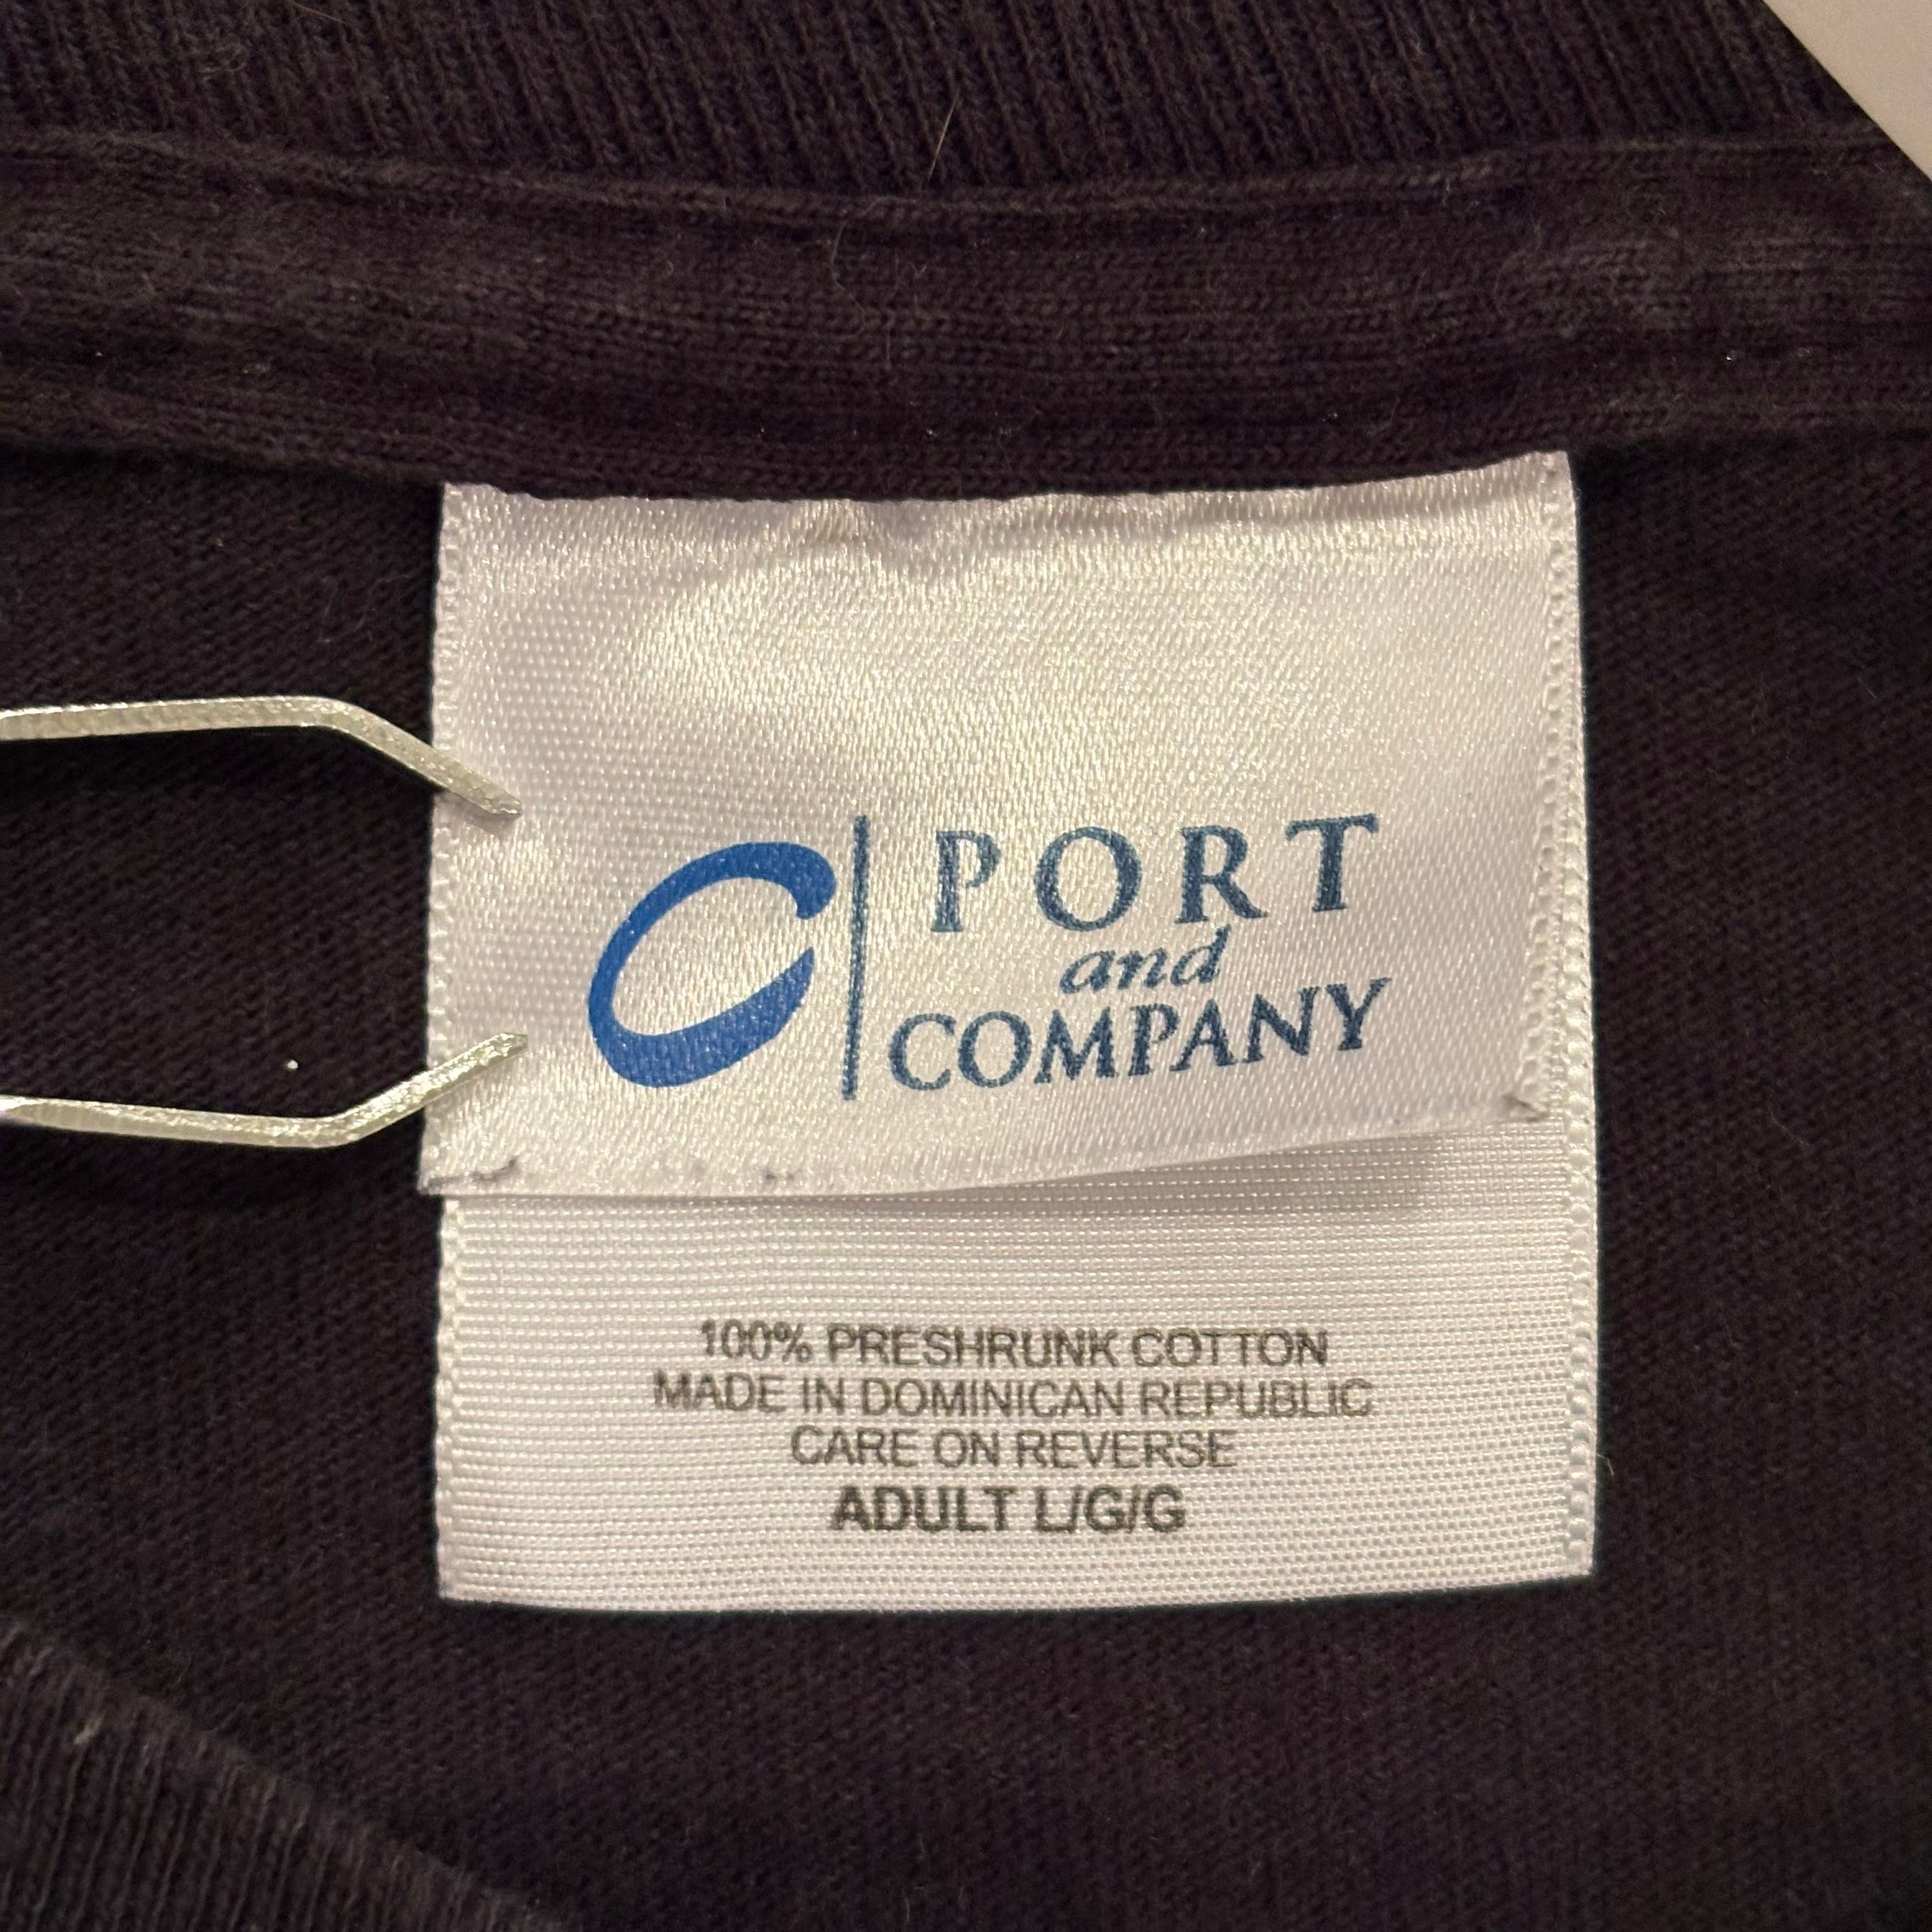 PORT
and
COMPANY
100% PRESHRUNK COTTON
MADE IN DOMINICAN REPUBLIC
CARE ON REVERSE
ADULT L/G/G